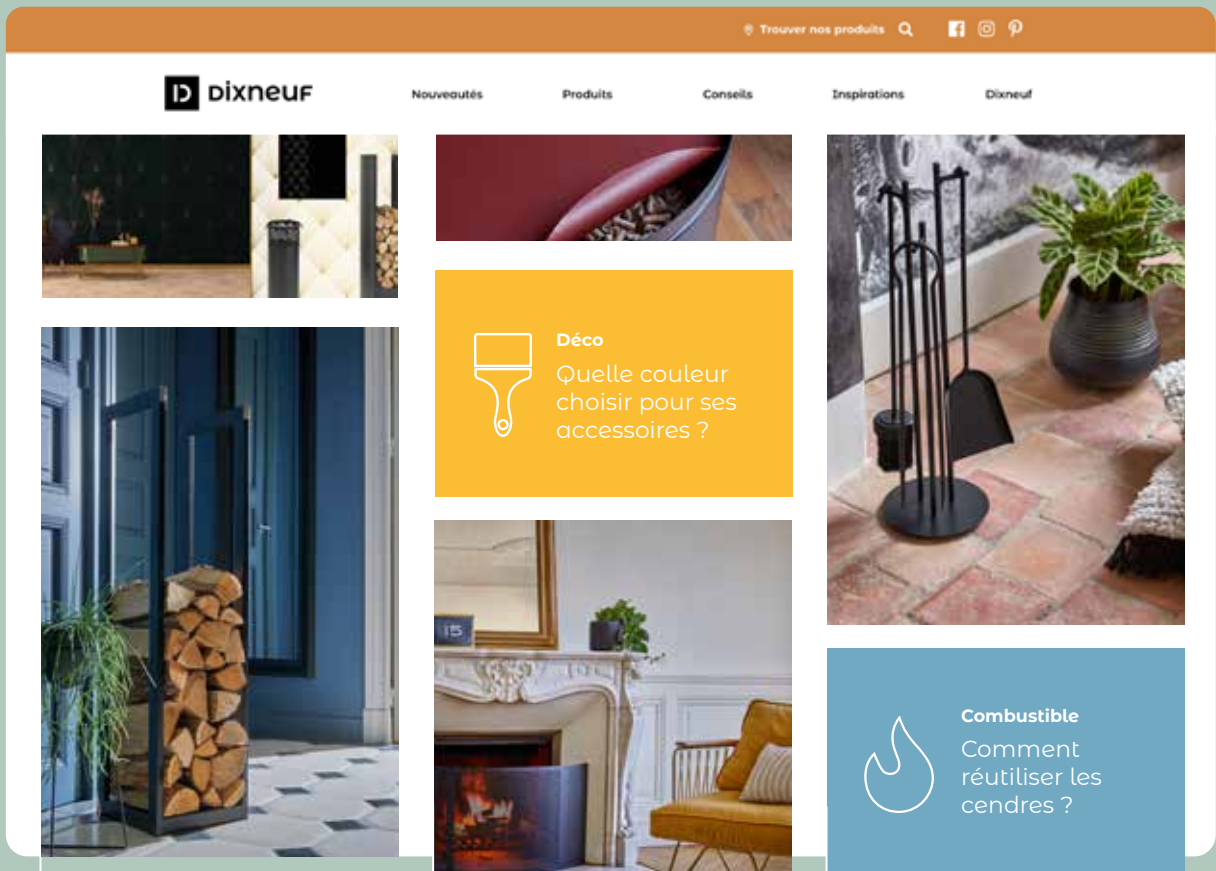 Trouver nos produits
DIXNEUF
Nouveautés
Produits
Conseils
Inspirations
Dixneuf
Déco
Quelle couleur
choisir pour ses
accessoires ?
15
Combustible
Comment
réutiliser les
cendres ?